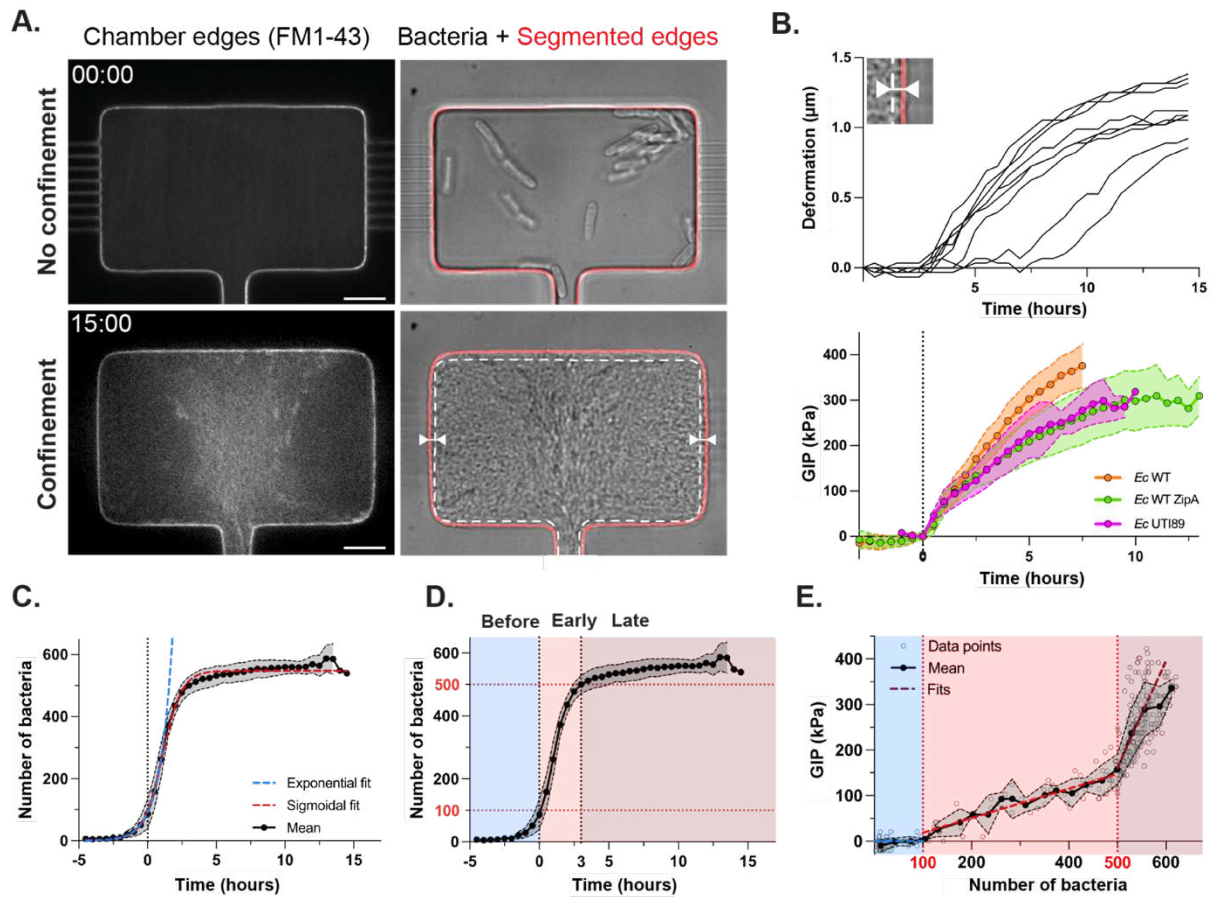 A.
Chamber edges (FM1-43)
Bacteria + Segmented edges
No confinement
00:00
Confinement
15:00
B.
Deformation (µm)
1.5
1.0
0.5
0.0
5
10
15
Time (hours)
GIP (kPa)
400
300
200
100
0
0
5
10
Time (hours)
Ec WT
Ec WT ZipA
Ec UTI89
C.
Number of bacteria
600
400
200
0
-5
0
5
10
15
Time (hours)
Exponential fit
Sigmoidal fit
Mean
D.
Before
Early
Late
Number of bacteria
600
500
400
300
200
100
0
-5
0
3
5
10
15
Time (hours)
E.
GIP (kPa)
400
300
200
100
0
100
200
400
500
600
Number of bacteria
Data points
Mean
Fits